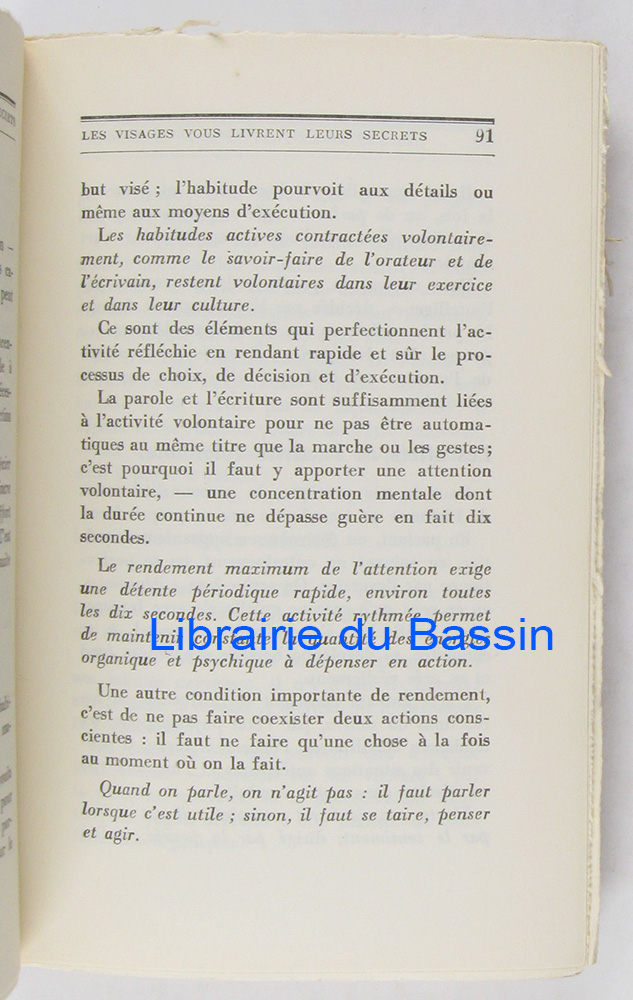 LES VISAGES VOUS LIVRENT LEURS SECRETS 91
but visé ; l'habitude pourvoit aux détails ou
même aux moyens d'exécution.
Les habitudes actives contractées volontaire-
ment, comme le savoir-faire de l'orateur et de
l'écrivain, restent volontaires dans leur exercice
et dans leur culture.
Ce sont des éléments qui perfectionnent l'ac-
tivité réfléchie en rendant rapide et sûr le pro-
cessus de choix, de décision et d'exécution.
La parole et l'écriture sont suffisamment liées
à l'activité volontaire pour ne pas être automa-
tiques au même titre que la marche ou les gestes ;
c'est pourquoi il faut y apporter une attention
volontaire, — une concentration mentale dont
la durée continue ne dépasse guère en fait dix
secondes.
Le rendement maximum de l'attention exige
une détente périodique rapide, environ toutes
les dix secondes. Cette activité rythmée permet
de maintenir constante la quantité des énergies
Librairie du Bassin
organique et psychique à dépenser en action.
Une autre condition importante de rendement,
c'est de ne pas faire coexister deux actions cons-
cientes : il faut ne faire qu'une chose à la fois
au moment où on la fait.
Quand on parle, on n'agit pas : il faut parler
lorsque c'est utile ; sinon, il faut se taire, penser
et agir.